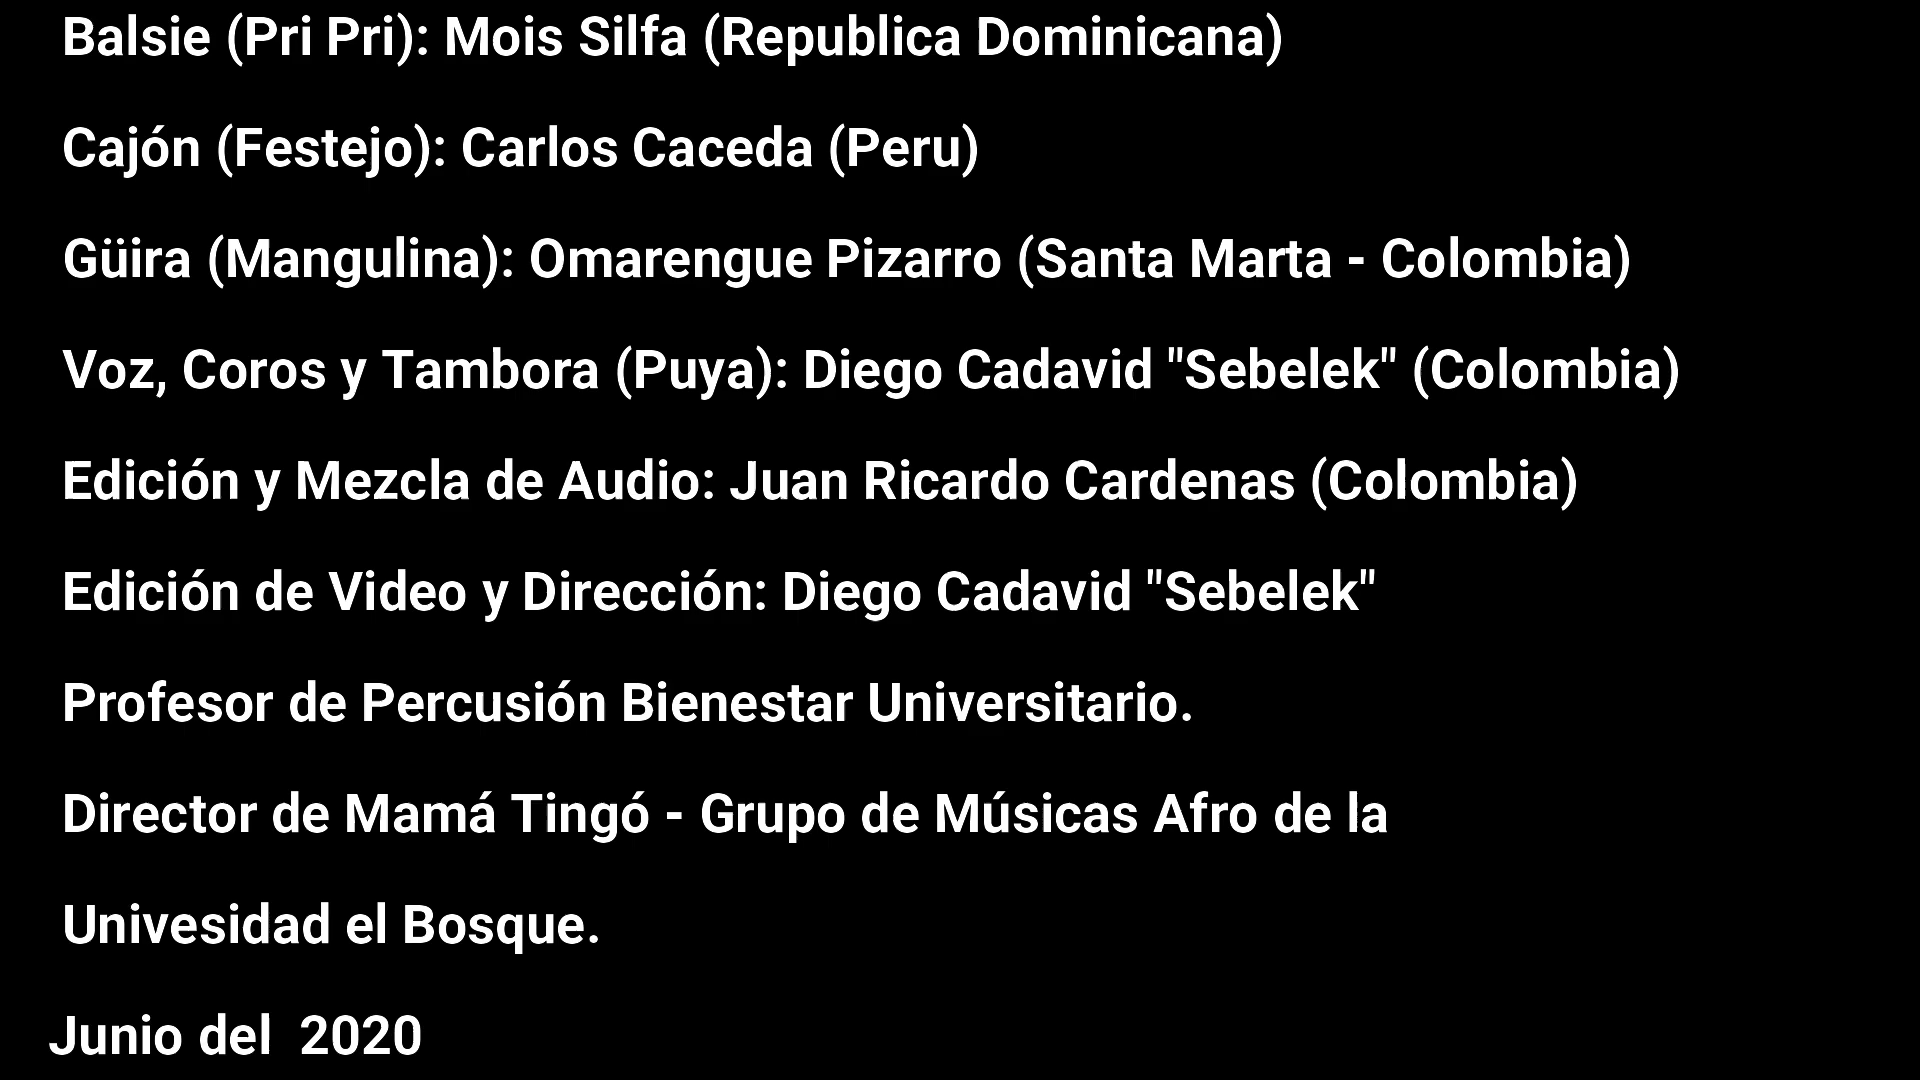 Balsie (Pri Pri): Mois Silfa (Republica Dominicana)
Cajón (Festejo): Carlos Caceda (Peru)
Güira (Mangulina): Omarengue Pizarro (Santa Marta - Colombia)
Voz, Coros y Tambora (Puya): Diego Cadavid "Sebelek" (Colombia)
Edición y Mezcla de Audio: Juan Ricardo Cardenas (Colombia)
Edición de Video y Dirección: Diego Cadavid "Sebelek"
Profesor de Percusión Bienestar Universitario.
Director de Mamá Tingó - Grupo de Músicas Afro de la
Univesidad el Bosque.
Junio del  2020